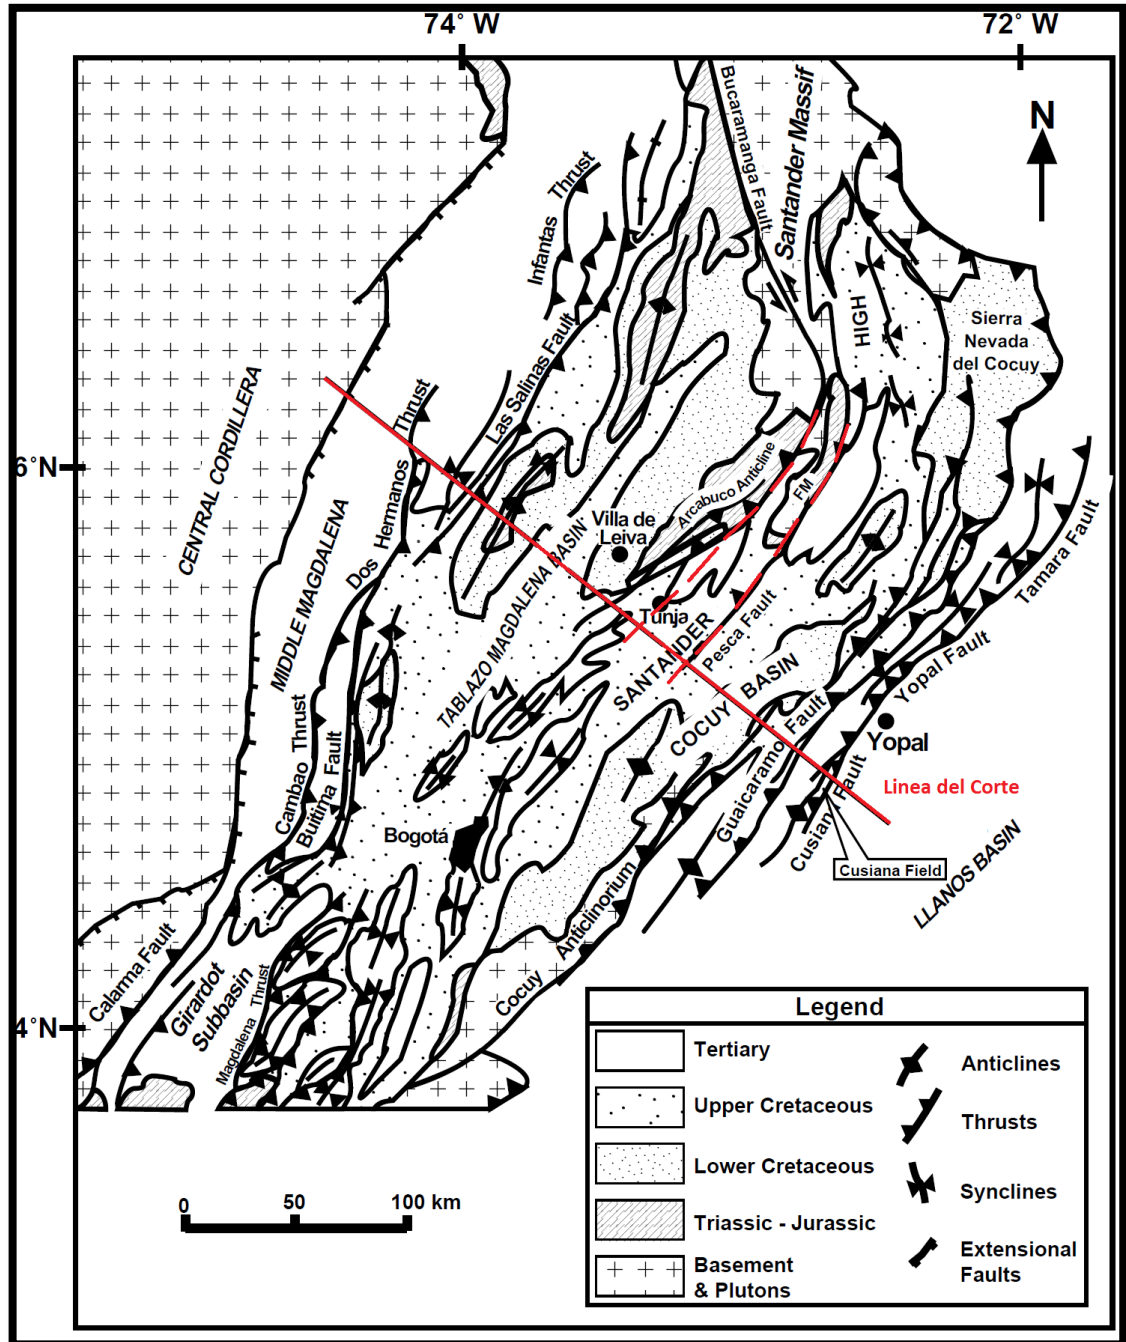 74° W
72° W
N
Bucaramanga Fault
Santander Massif
Infantas Thrust
HIGH
Sierra
Nevada
del Cocuy
Las Salinas Fault
CENTRAL CORDILLERA
6°N
MIDDLE MAGDALENA
Dos Hermanos Thrust
Arcabuco Anticline
FM
Villa de
Leiva
TABLAZO MAGDALENA BASIN
Tunja
SANTANDER
Pesca Fault
Tamara Fault
COCUY BASIN
Yopal Fault
Yopal
Cambao Thrust
Buitima Fault
Guaicaramo Fault
Linea del Corte
Bogotá
Cusiana Fault
Cusiana Field
LLANOS BASIN
Cocuy Anticlinorium
Calarma Fault
Girardot
Subbasin
Magdalena Thrust
4°N
Legend
Tertiary
Upper Cretaceous
Lower Cretaceous
Triassic - Jurassic
Basement
& Plutons
Anticlines
Thrusts
Synclines
Extensional
Faults
0 50 100 km